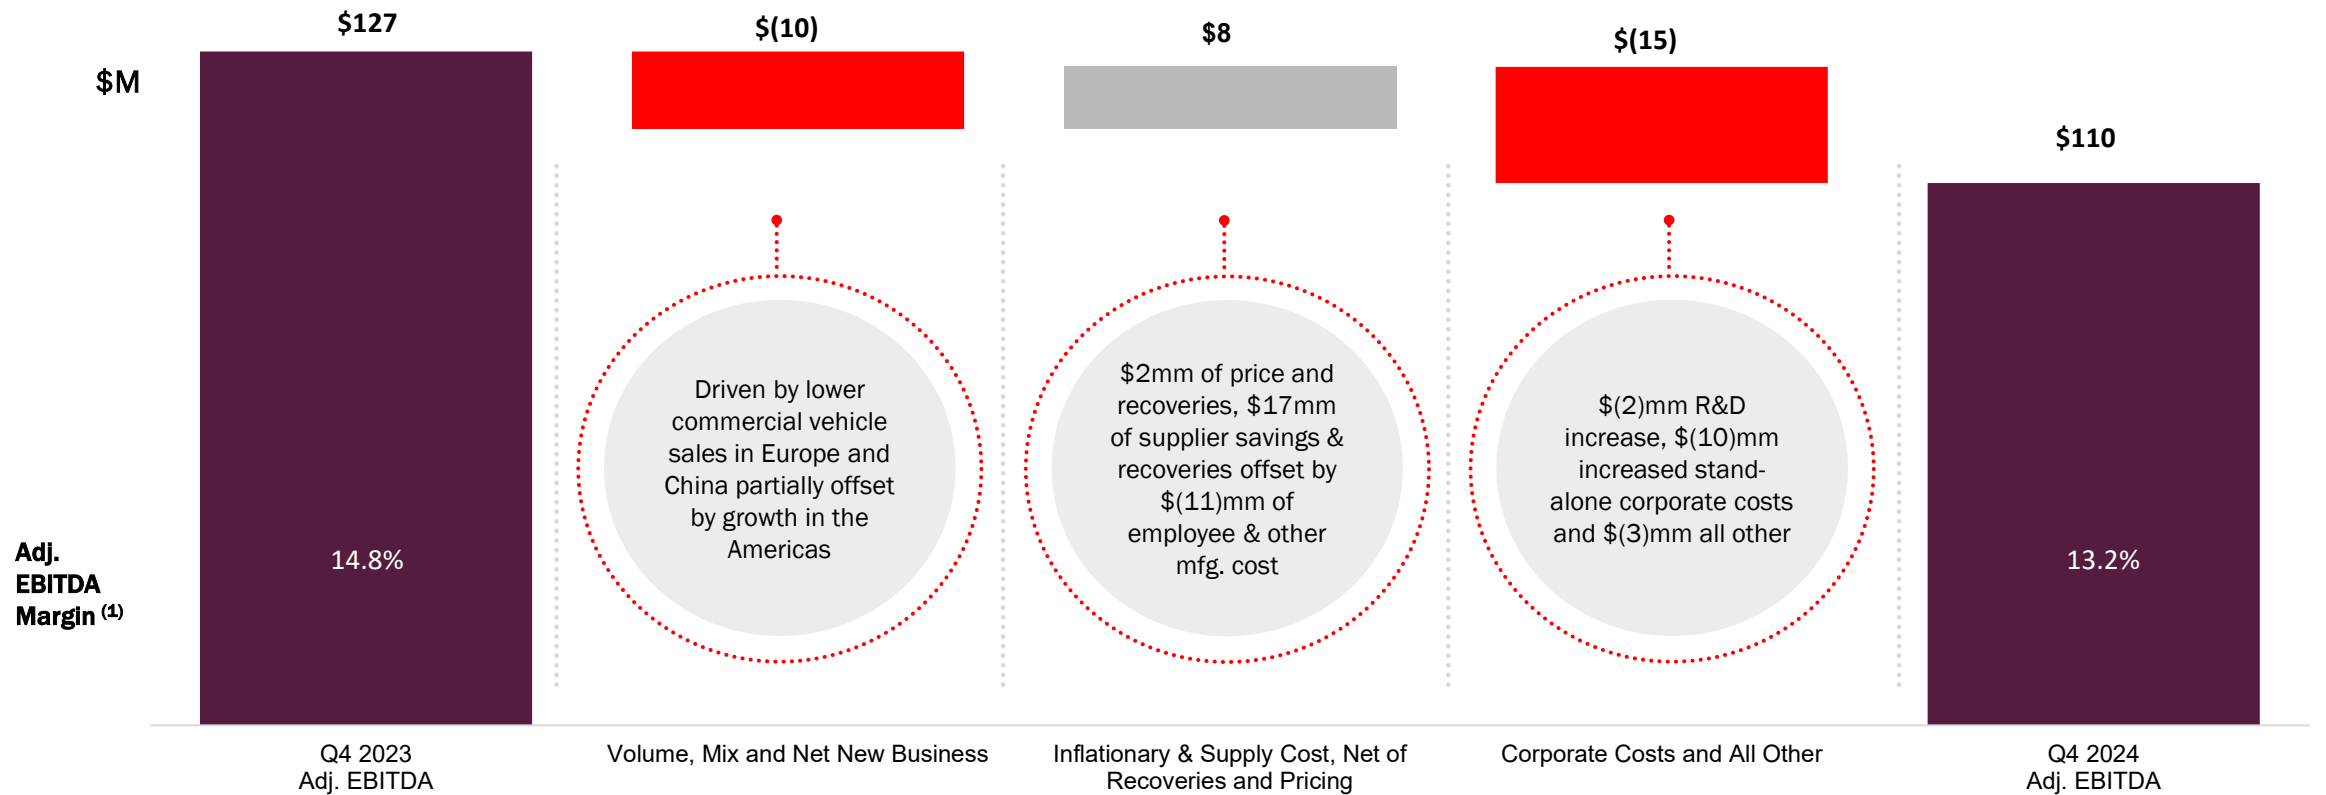 $M
$127
$(10)
$8
$(15)
$110
Adj.
EBITDA
Margin (1)
14.8%
Driven by lower
commercial vehicle
sales in Europe and
China partially offset
by growth in the
Americas
$2mm of price and
recoveries, $17mm
of supplier savings &
recoveries offset by
$(11)mm of
employee & other
mfg. cost
$(2)mm R&D
increase, $(10)mm
increased stand-
alone corporate costs
and $(3)mm all other
13.2%
Q4 2023
Adj. EBITDA
Volume, Mix and Net New Business
Inflationary & Supply Cost, Net of
Recoveries and Pricing
Corporate Costs and All Other
Q4 2024
Adj. EBITDA